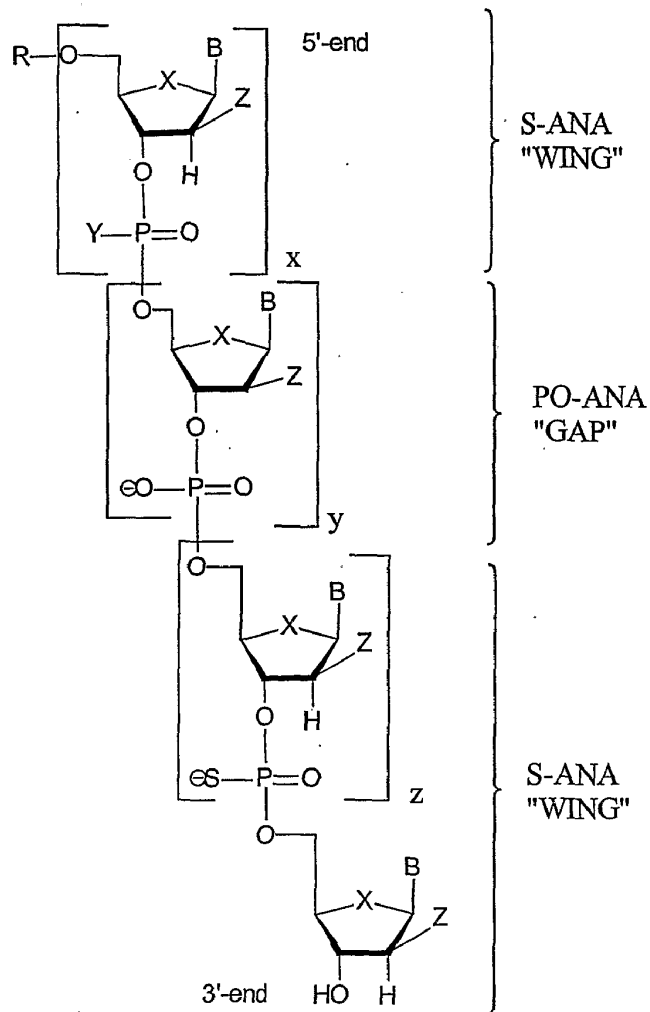 R—O B 5'-end
X
Z
O H
Y—P=O
x
S-ANA
"WING"
O B
X
Z
O
⊖O—P=O
y
PO-ANA
"GAP"
O
B
X
Z
O H
⊖S—P=O
z
S-ANA
"WING"
O
B
X
Z
3'-end HO H